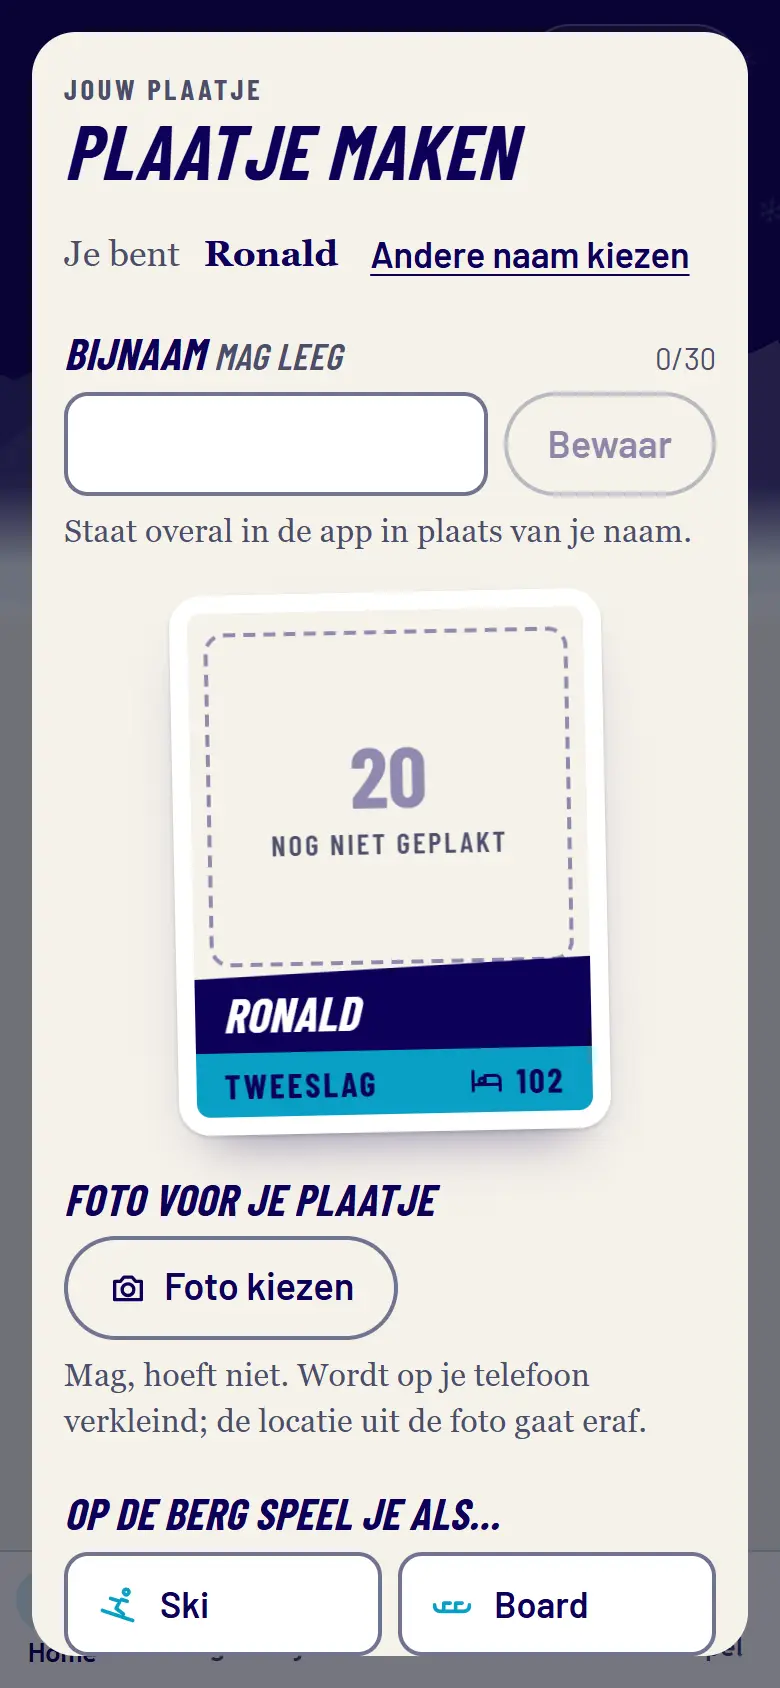 JOUW PLAATJE
PLAATJE MAKEN
Je bent Ronald Andere naam kiezen
BIJNAAM MAG LEEG 0/30
Bewaar
Staat overal in de app in plaats van je naam.
20
NOG NIET GEPLAKT
RONALD
TWEESLAG 102
FOTO VOOR JE PLAATJE
Foto kiezen
Mag, hoeft niet. Wordt op je telefoon
verkleind; de locatie uit de foto gaat eraf.
OP DE BERG SPEEL JE ALS...
Ski Board
Home